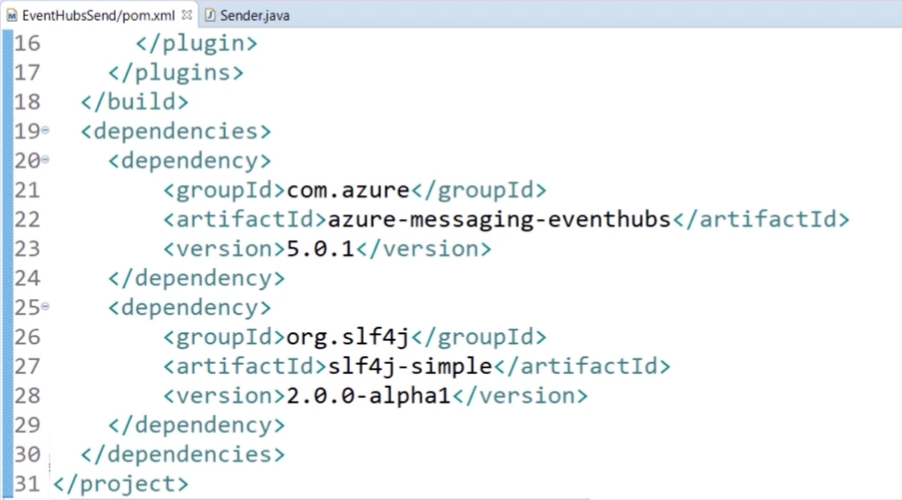 EventHubsSend/pom.xml Sender.java
16 </plugin>
17 </plugins>
18 </build>
19 <dependencies>
20 <dependency>
21 <groupId>com.azure</groupId>
22 <artifactId>azure-messaging-eventhubs</artifactId>
23 <version>5.0.1</version>
24 </dependency>
25 <dependency>
26 <groupId>org.slf4j</groupId>
27 <artifactId>slf4j-simple</artifactId>
28 <version>2.0.0-alpha1</version>
29 </dependency>
30 </dependencies>
31 </project>